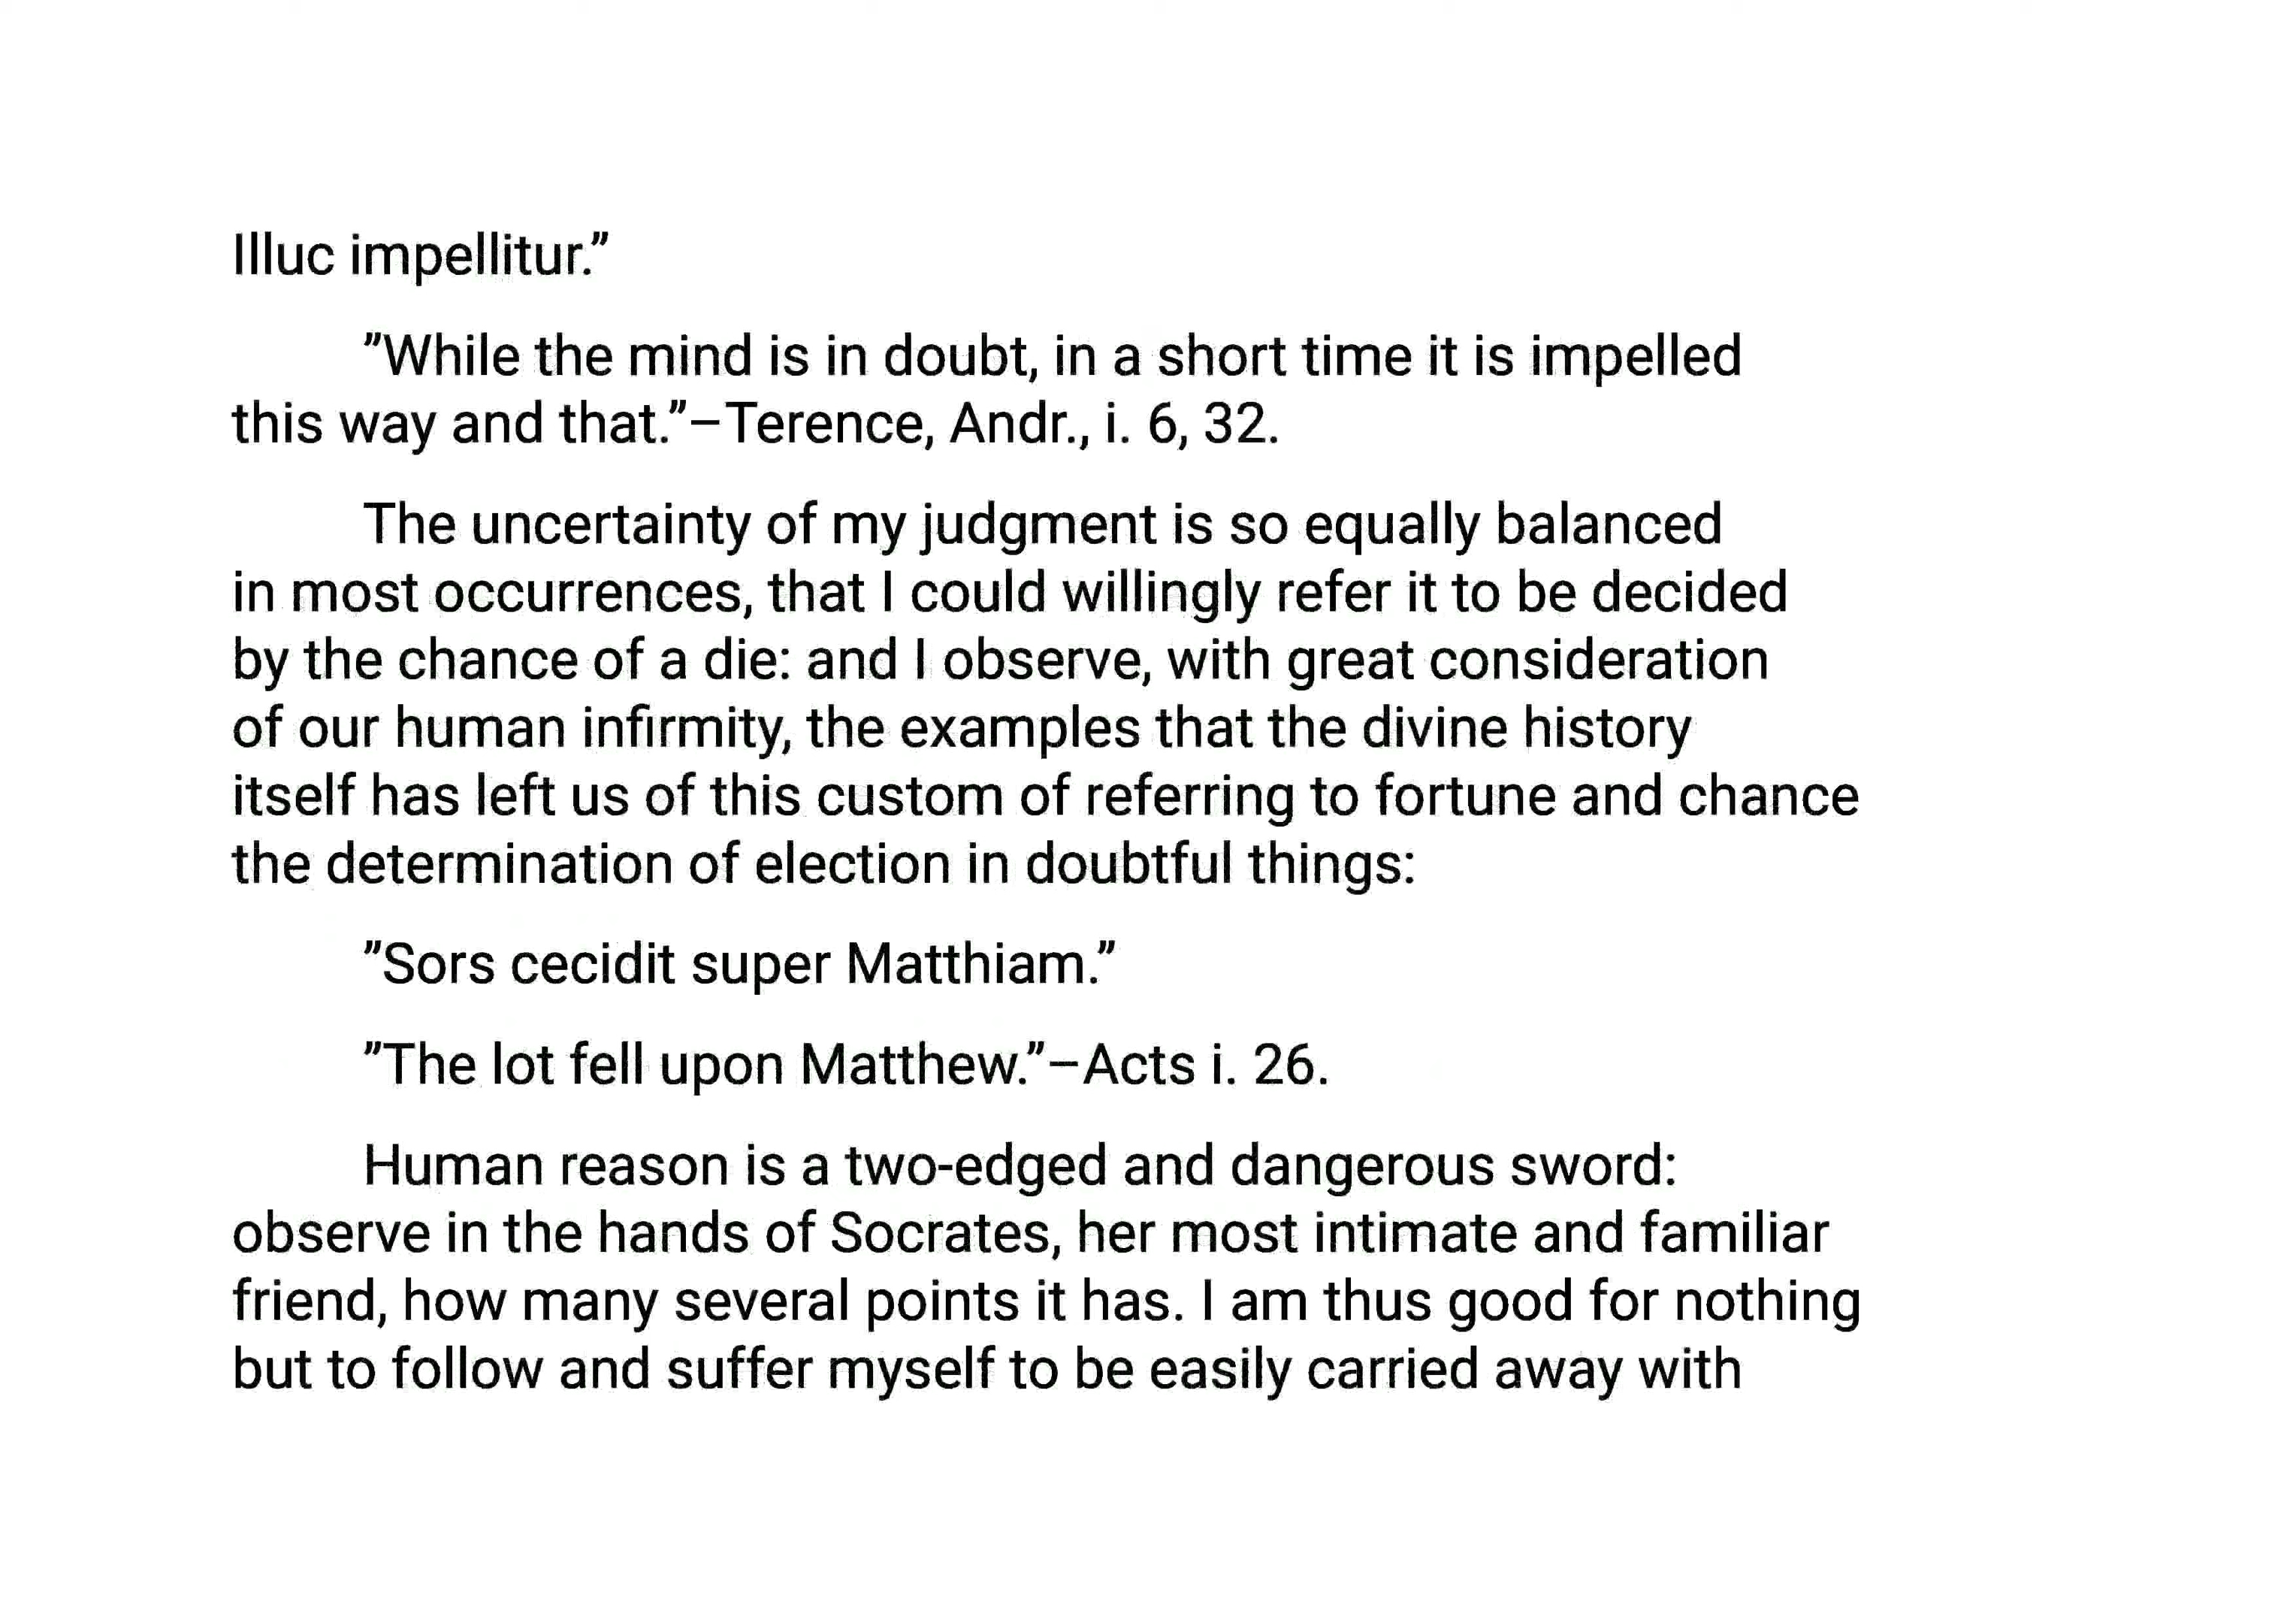 Illuc impellitur.”
”While the mind is in doubt, in a short time it is impelled
this way and that.”–Terence, Andr., i. 6, 32.
The uncertainty of my judgment is so equally balanced
in most occurrences, that I could willingly refer it to be decided
by the chance of a die: and I observe, with great consideration
of our human infirmity, the examples that the divine history
itself has left us of this custom of referring to fortune and chance
the determination of election in doubtful things:
”Sors cecidit super Matthiam.”
”The lot fell upon Matthew.”–Acts i. 26.
Human reason is a two-edged and dangerous sword:
observe in the hands of Socrates, her most intimate and familiar
friend, how many several points it has. I am thus good for nothing
but to follow and suffer myself to be easily carried away with